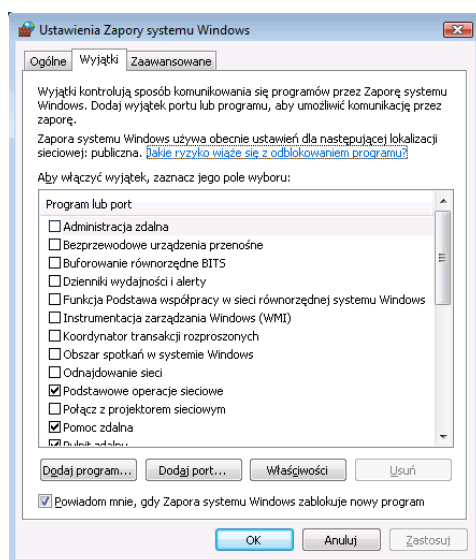 Ustawienia Zapory systemu Windows
Ogólne Wyjątki Zaawansowane
Wyjątki kontrolują sposób komunikowania się programów przez Zaporę systemu
Windows. Dodaj wyjątek portu lub programu, aby umożliwić komunikację przez
zaporę.
Zapora systemu Windows używa obecnie ustawień dla następującej lokalizacji
sieciowej: publiczna. Jakie ryzyko wiąże się z odblokowaniem programu?
Aby włączyć wyjątek, zaznacz jego pole wyboru:
Program lub port
Administracja zdalna
Bezprzewodowe urządzenia przenośne
Buforowanie równorzędne BITS
Dzienniki wydajności i alerty
Funkcja Podstawa współpracy w sieci równorzędnej systemu Windows
Instrumentacja zarządzania Windows (WMI)
Koordynator transakcji rozproszonych
Obszar spotkań w systemie Windows
Odnajdowanie sieci
Podstawowe operacje sieciowe
Połącz z projektorem sieciowym
Pomoc zdalna
Pulpit zdalny
Dodaj program... Dodaj port... Właściwości Usuń
Powiadom mnie, gdy Zapora systemu Windows zablokuje nowy program
OK Anuluj Zastosuj